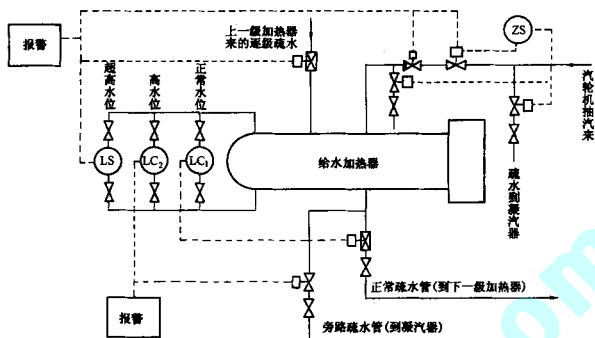 报警
上一级加热器
来的逐级疏水
ZS
汽轮机抽汽来
超高水位
高水位
正常水位
LS
LC₂
LC₁
给水加热器
疏水到凝汽器
正常疏水管(到下一级加热器)
报警
旁路疏水管(到凝汽器)
om